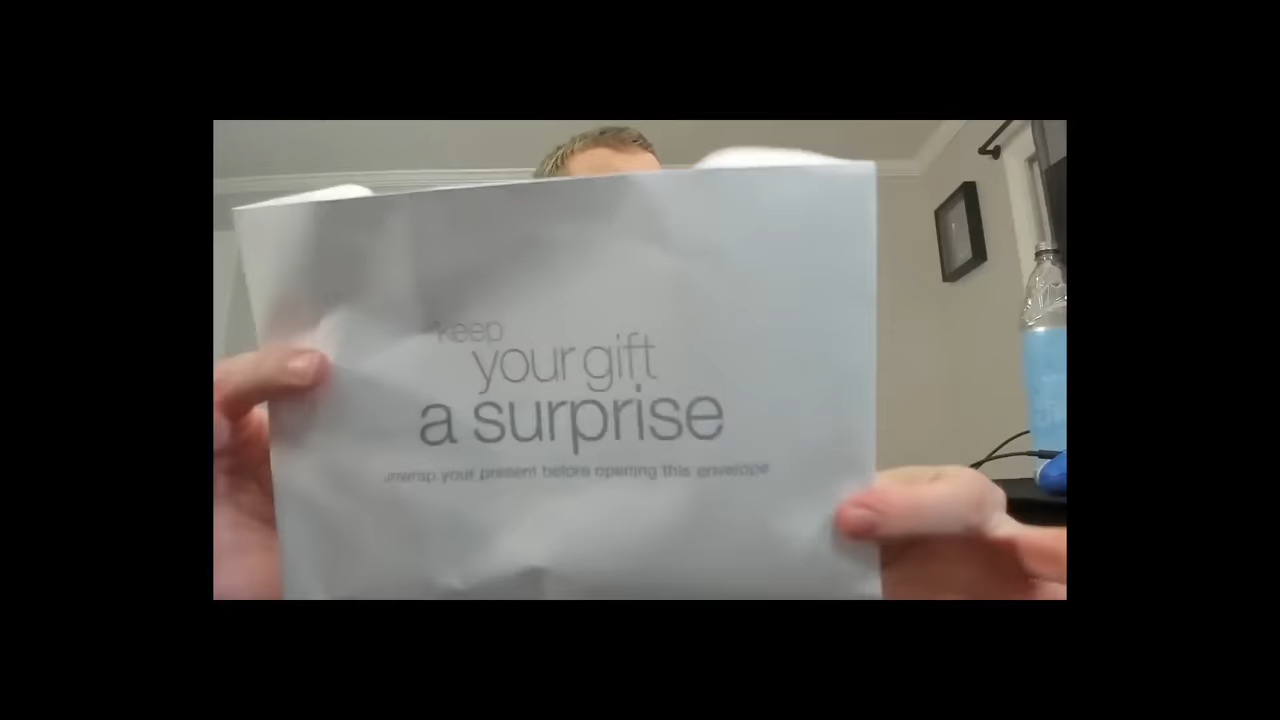 keep
your gift
a surprise
unwrap your present before opening this envelope